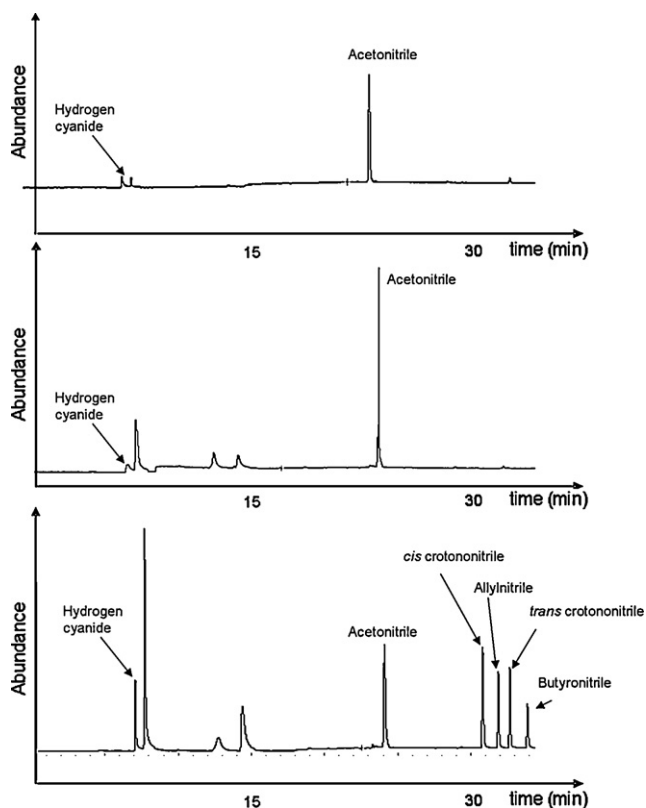 Abundance
Acetonitrile
Hydrogen
cyanide
15
30
time (min)
Abundance
Acetonitrile
Hydrogen
cyanide
15
30
time (min)
Abundance
cis crotononitrile
Allylnitrile
trans crotononitrile
Hydrogen
cyanide
Acetonitrile
Butyronitrile
15
30
time (min)